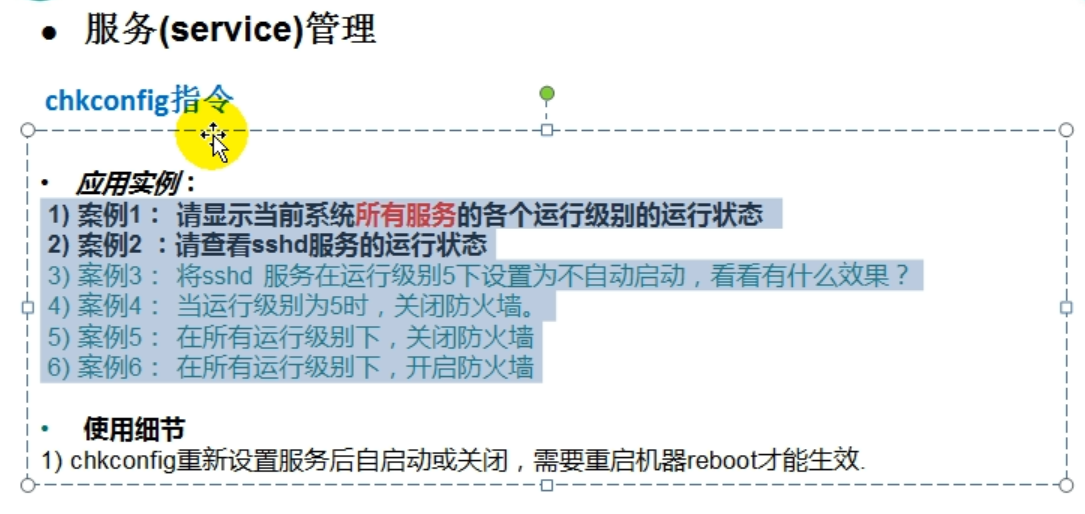 • 服务(service)管理
chkconfig指令
• 应用实例：
1) 案例1： 请显示当前系统所有服务的各个运行级别的运行状态
2) 案例2 ：请查看sshd服务的运行状态
3) 案例3： 将sshd 服务在运行级别5下设置为不自动启动，看看有什么效果？
4) 案例4： 当运行级别为5时，关闭防火墙。
5) 案例5： 在所有运行级别下，关闭防火墙
6) 案例6： 在所有运行级别下，开启防火墙
• 使用细节
1) chkconfig重新设置服务后自启动或关闭，需要重启机器reboot才能生效.